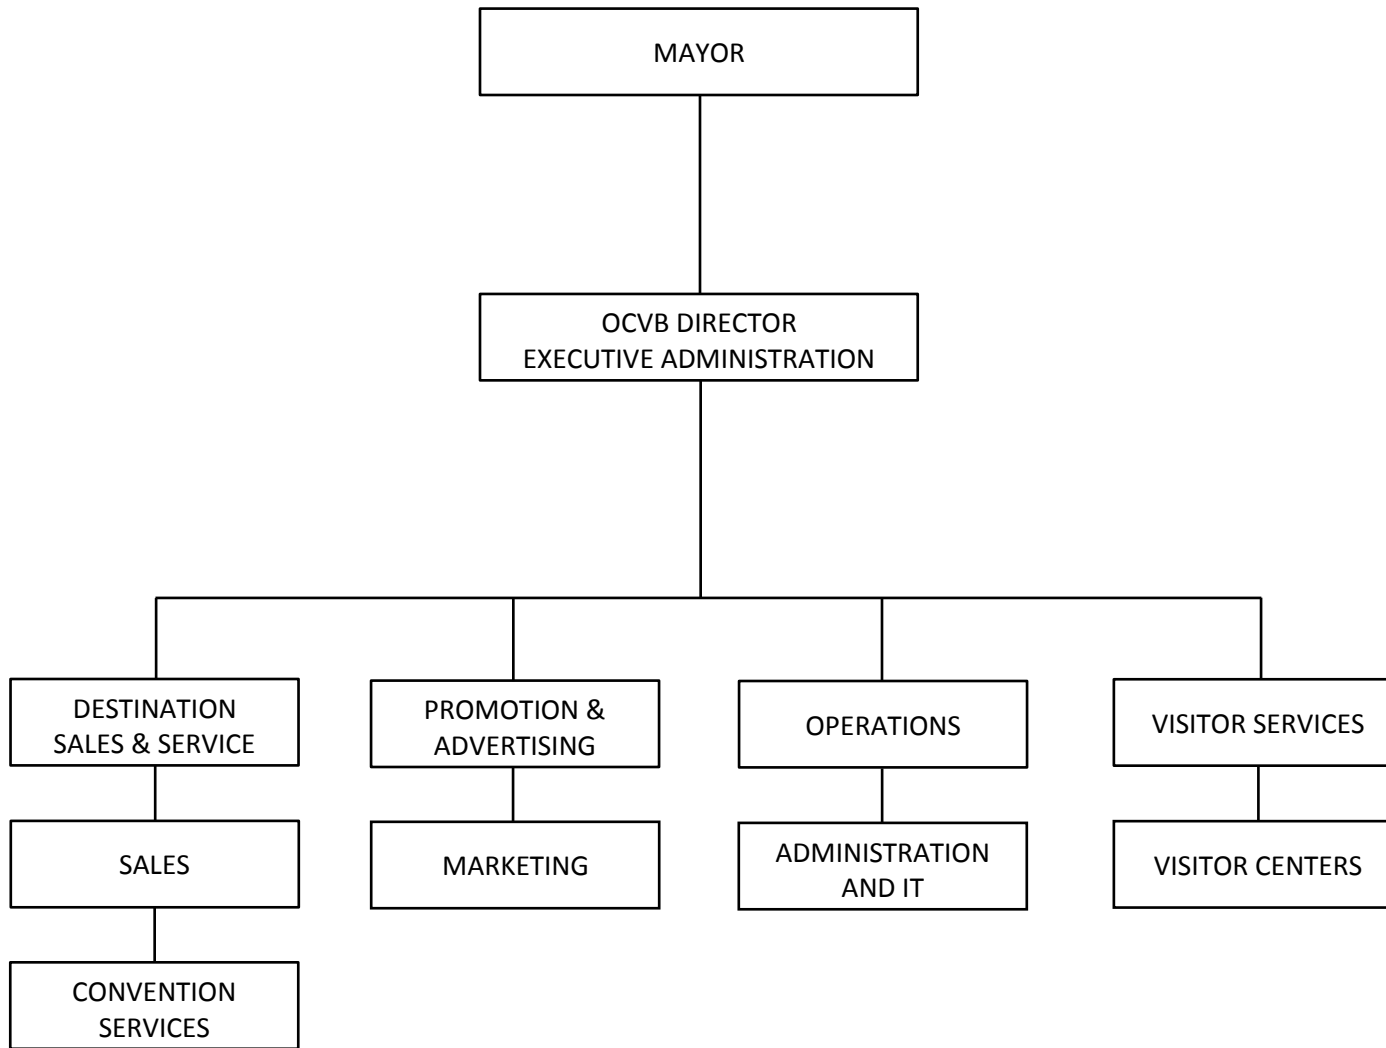 MAYOR
OCVB DIRECTOR
EXECUTIVE ADMINISTRATION
DESTINATION
SALES & SERVICE
PROMOTION &
ADVERTISING
OPERATIONS
VISITOR SERVICES
SALES
MARKETING
ADMINISTRATION
AND IT
VISITOR CENTERS
CONVENTION
SERVICES